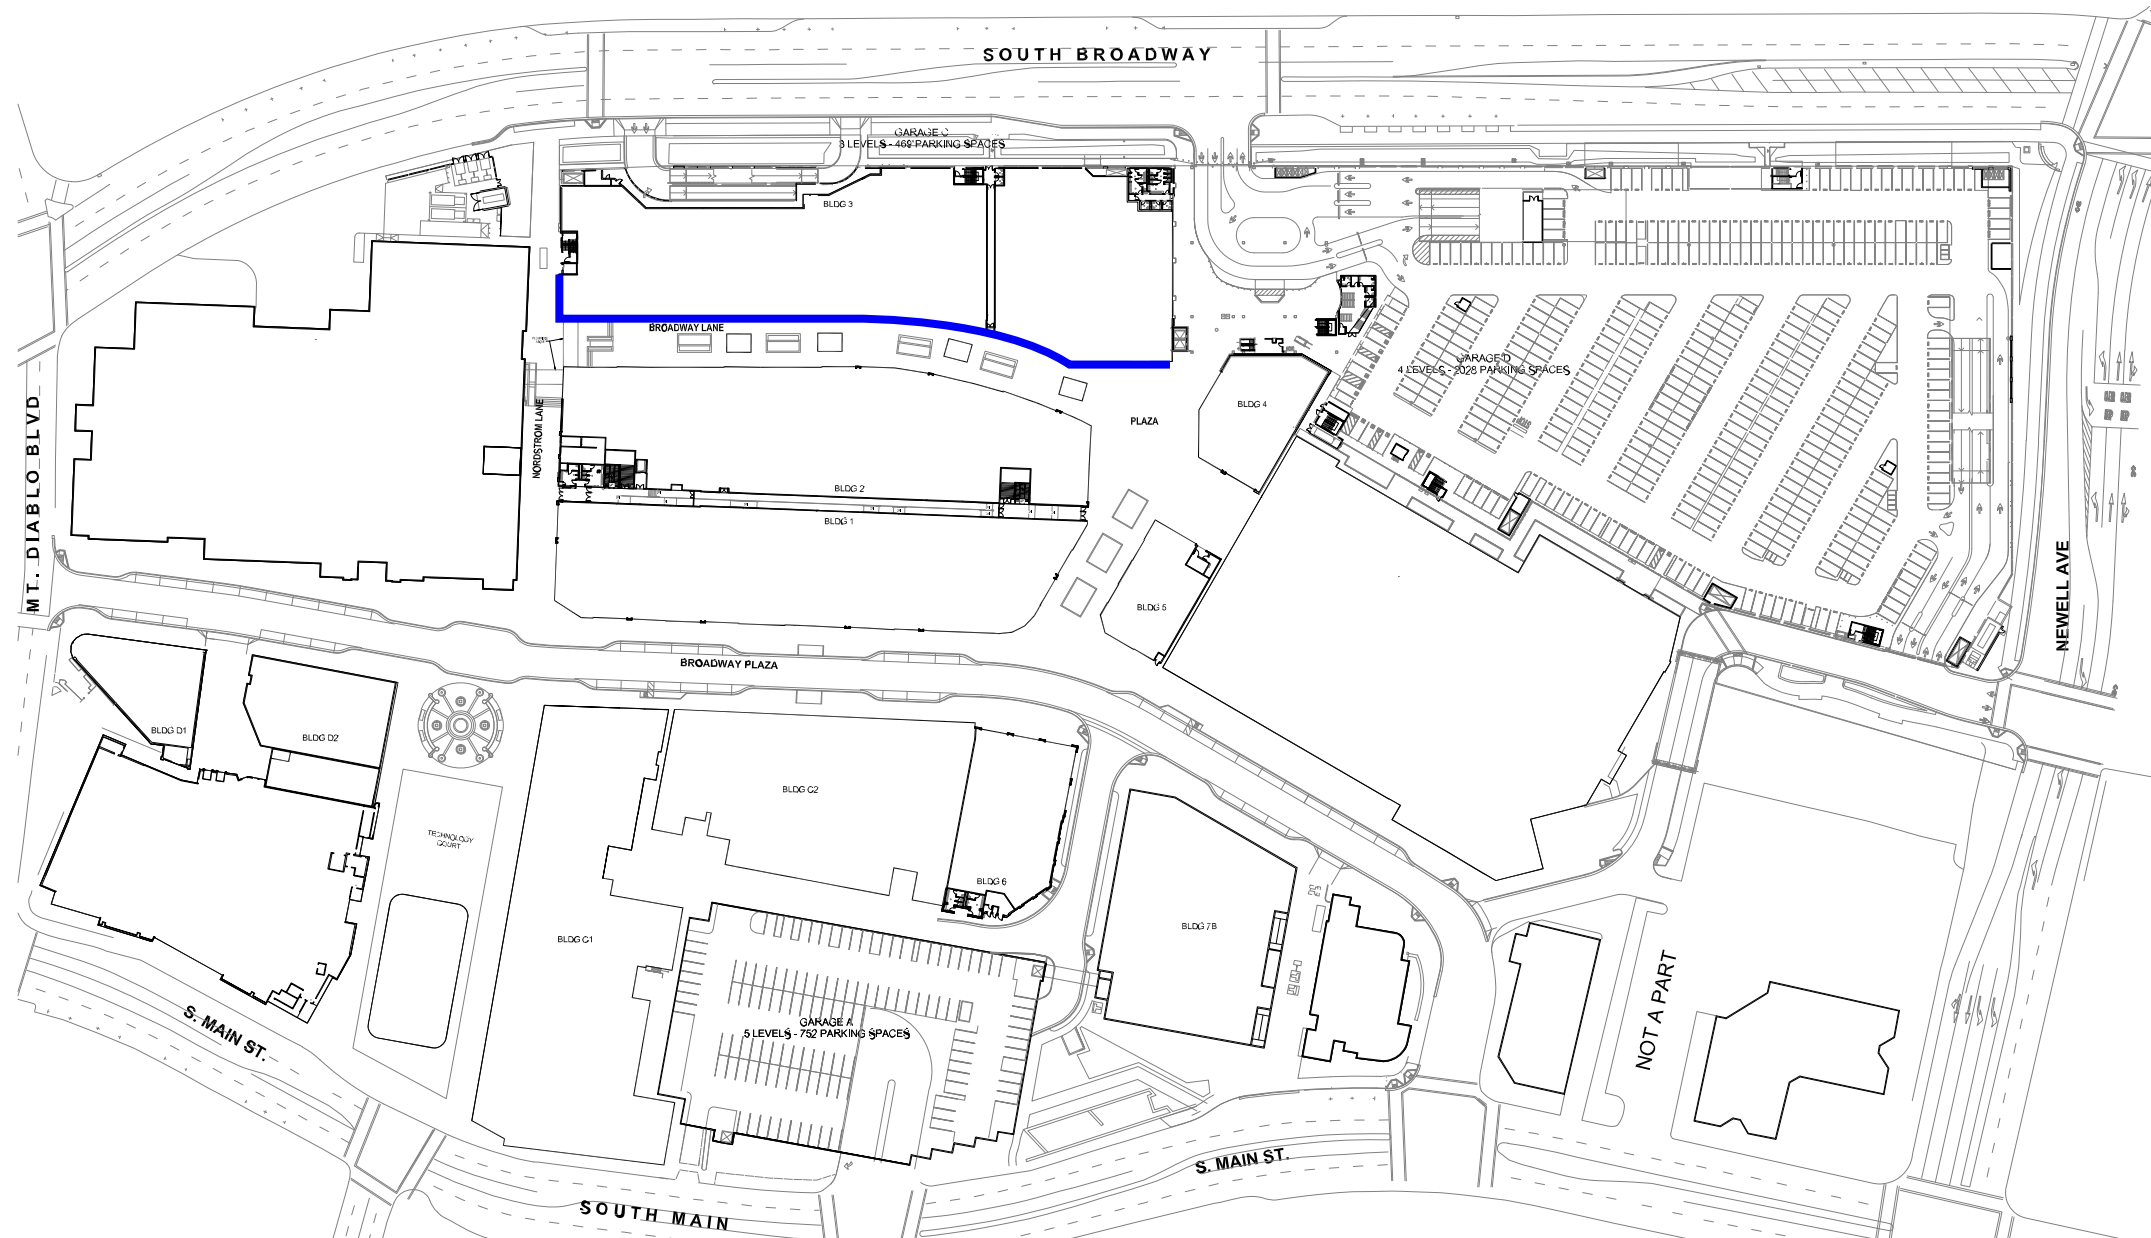 SOUTH BROADWAY
GARAGE C
3 LEVELS - 469 PARKING SPACES
BLDG 3
BROADWAY LANE
GARAGE D
4 LEVELS - 2028 PARKING SPACES
BLDG 4
PLAZA
MT. DIABLO BLVD
NORDSTROM LANE
BLDG 2
BLDG 1
NEWELL AVE
BLDG 5
BROADWAY PLAZA
BLDG D1
BLDG D2
BLDG C2
TECHNOLOGY
COURT
BLDG 6
BLDG 7B
BLDG C1
NOT A PART
S. MAIN ST.
GARAGE A
5 LEVELS - 752 PARKING SPACES
S. MAIN ST.
SOUTH MAIN